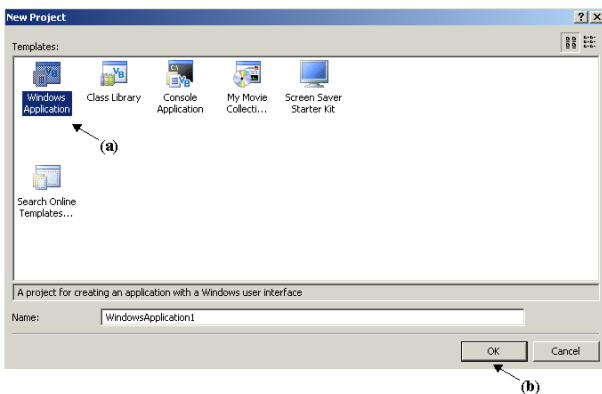 New Project
Templates:
Windows
Application
Class Library
Console
Application
My Movie
Collecti...
Screen Saver
Starter Kit
(a)
Search Online
Templates...
A project for creating an application with a Windows user interface
Name: WindowsApplication1
OK Cancel
(b)